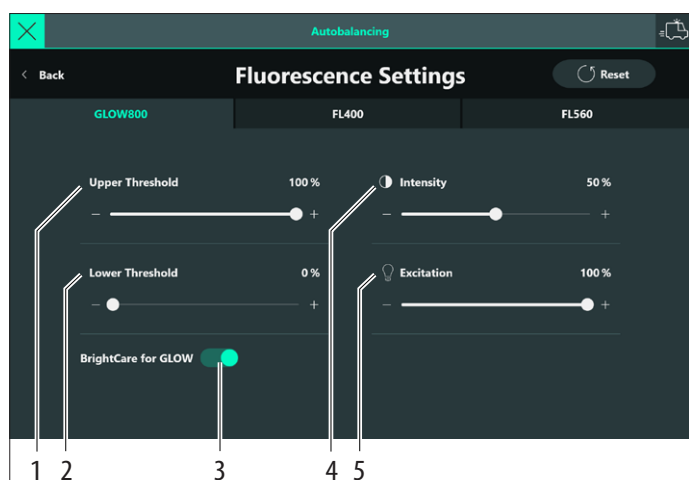 Autobalancing
< Back
Fluorescence Settings
Reset
GLOW800
FL400
FL560
Upper Threshold 100 %
Intensity 50 %
− +
− +
Lower Threshold 0 %
Excitation 100 %
− +
− +
BrightCare for GLOW
1 2 3 4 5